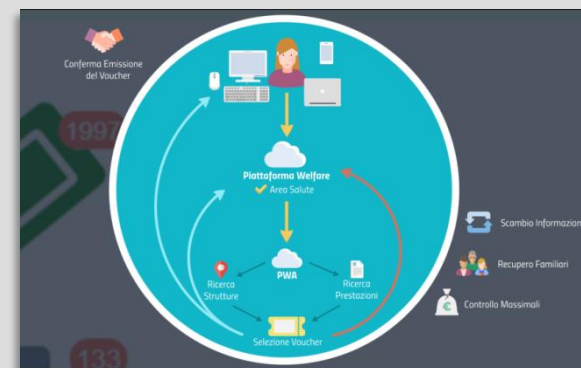 Conferma Emissione
del Voucher
1997
Piattaforma Welfare
Area Salute
Scambio Informazioni
PWA
Ricerca
Strutture
Ricerca
Prestazioni
Recupero Familiari
Controllo Massimali
€
Selezione Voucher
133